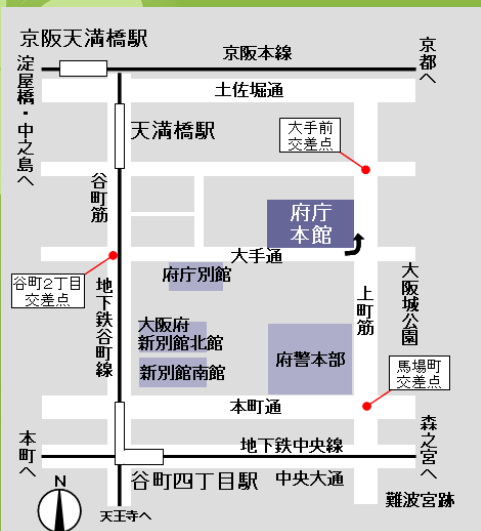 京阪天満橋駅
京阪本線
京都へ
淀屋橋・中之島へ
土佐堀通
天満橋駅
大手前
交差点
谷町筋
府庁
本館
大手通
谷町2丁目
交差点
府庁別館
地下鉄谷町線
上町筋
大阪城公園
大阪府
新別館北館
新別館南館
府警本部
馬場町
交差点
本町通
本町へ
地下鉄中央線
森之宮へ
谷町四丁目駅
中央大通
難波宮跡
N
天王寺へ